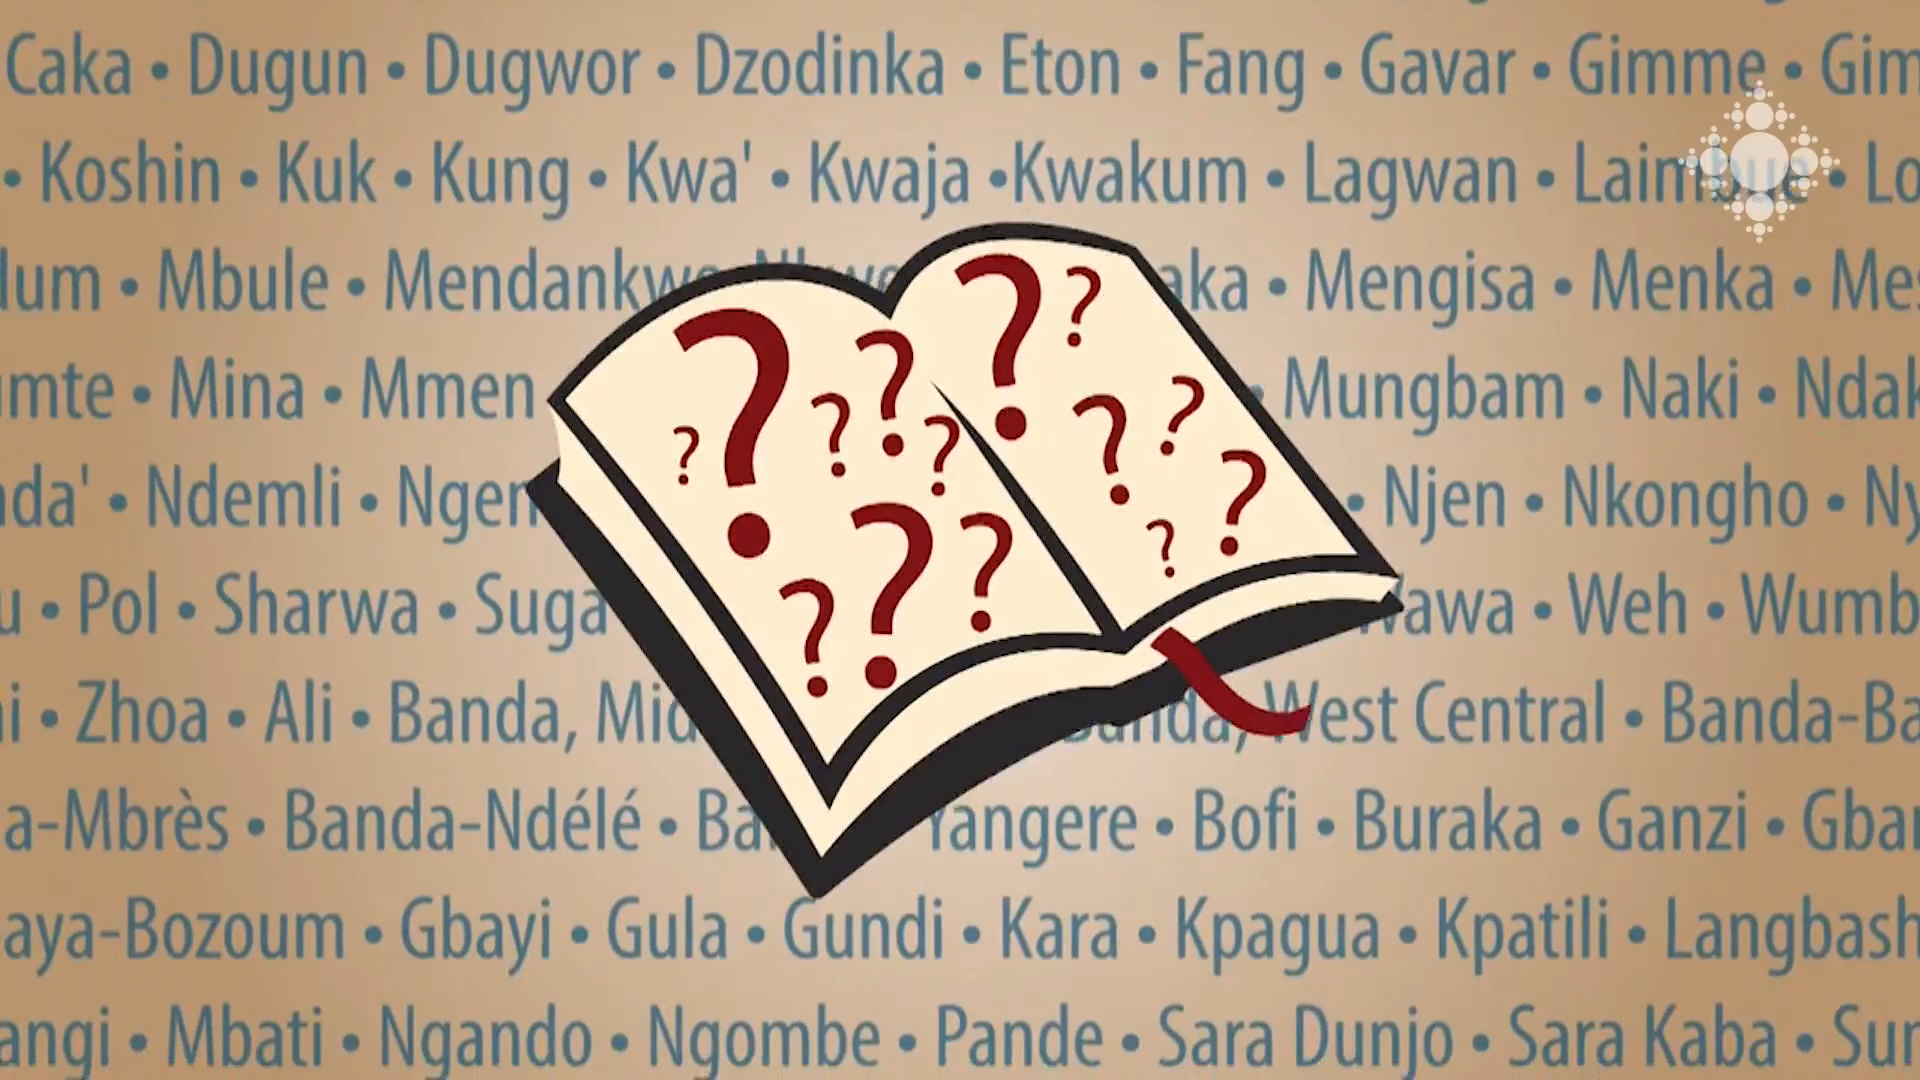 Caka • Dugun • Dugwor • Dzodinka • Eton • Fang • Gavar • Gimme •
• Koshin • Kuk • Kung • Kwa' • Kwaja •Kwakum • Lagwan •
• Mbule • • Mengisa • Menka •
• Mina • Mmen • Mungbam • Naki •
• Ndemli • • Njen • Nkongho •
• Pol • Sharwa • • Weh •
• Zhoa • Ali • Banda, West Central •
• Banda-Ndélé • Yangere • Bofi • Buraka • Ganzi •
• Gbayi • Gula • Gundi • Kara • Kpagua • Kpatili •
• Mbati • Ngando • Ngombe • Pande • Sara Dunjo • Sara Kaba •
? ? ? ? ? ? ? ? ? ? ? ? ? ? ?